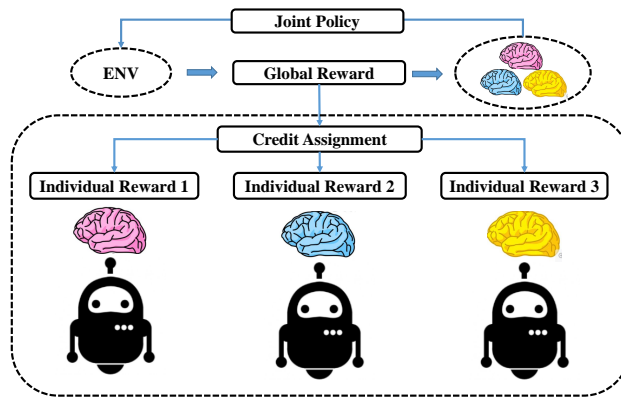 Joint Policy
ENV
Global Reward
Credit Assignment
Individual Reward 1
Individual Reward 2
Individual Reward 3